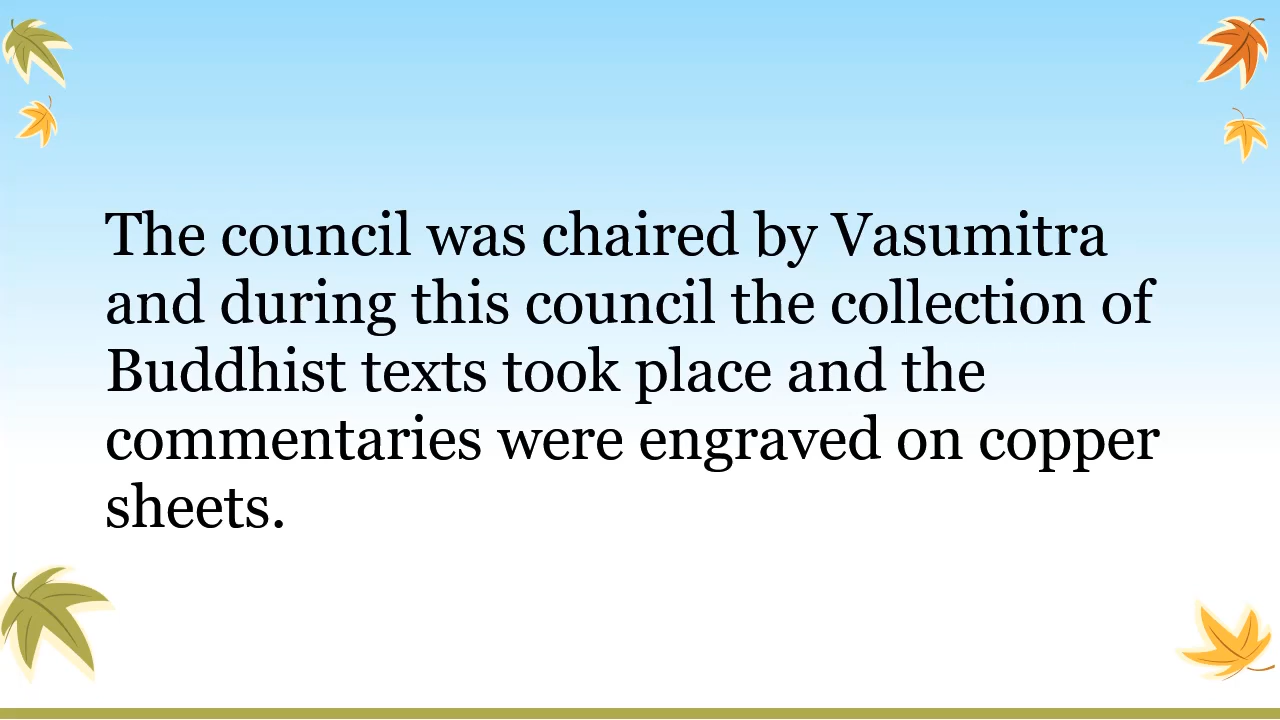 The council was chaired by Vasumitra
and during this council the collection of
Buddhist texts took place and the
commentaries were engraved on copper
sheets.